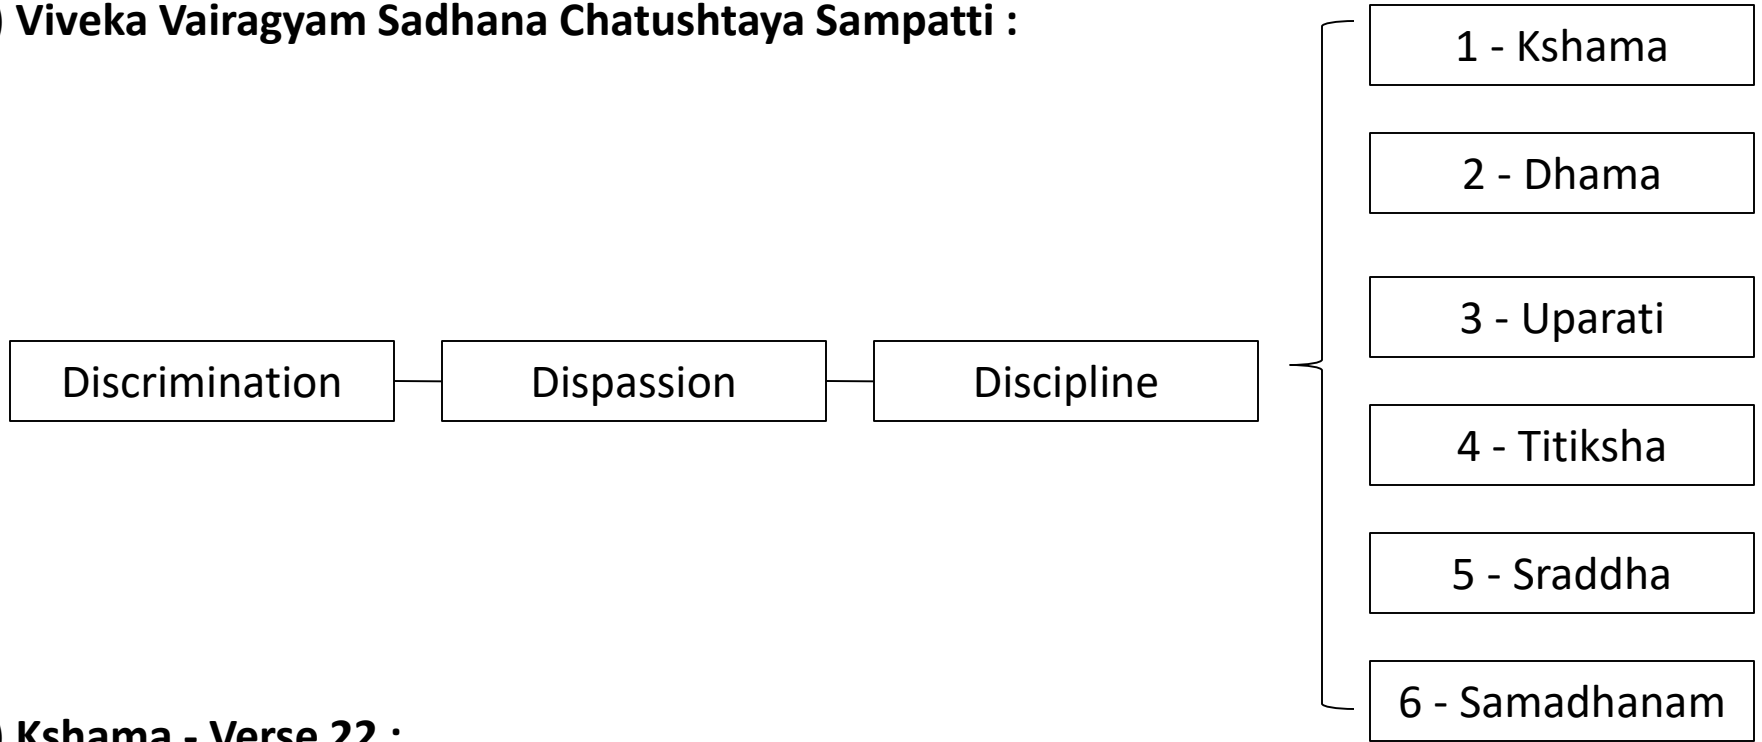 ) Viveka Vairagyam Sadhana Chatushtaya Sampatti :
1 - Kshama
2 - Dhama
3 - Uparati
Discrimination
Dispassion
Discipline
4 - Titiksha
5 - Sraddha
6 - Samadhanam
) Kshama - Verse 22 :